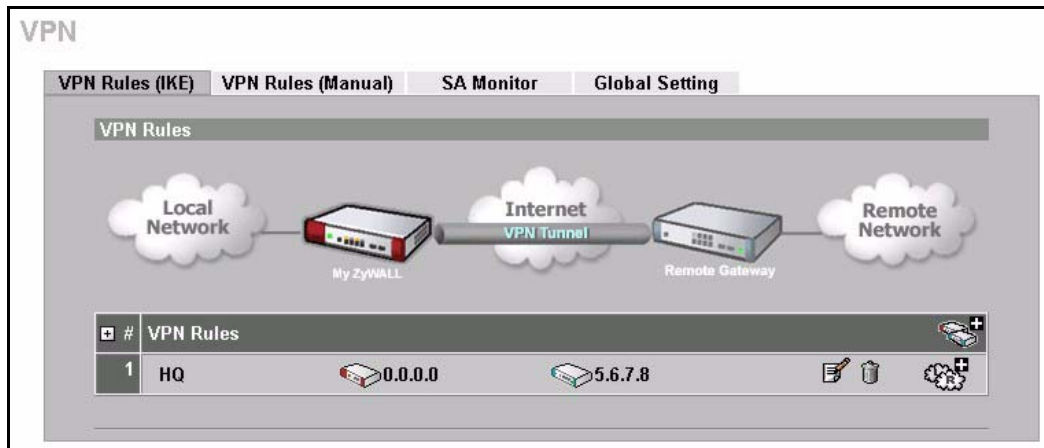 VPN
VPN Rules (IKE) VPN Rules (Manual) SA Monitor Global Setting
VPN Rules
Local Network
Internet
VPN Tunnel
Remote Network
My ZyWALL
Remote Gateway
# VPN Rules
1 HQ 0.0.0.0 5.6.7.8
R